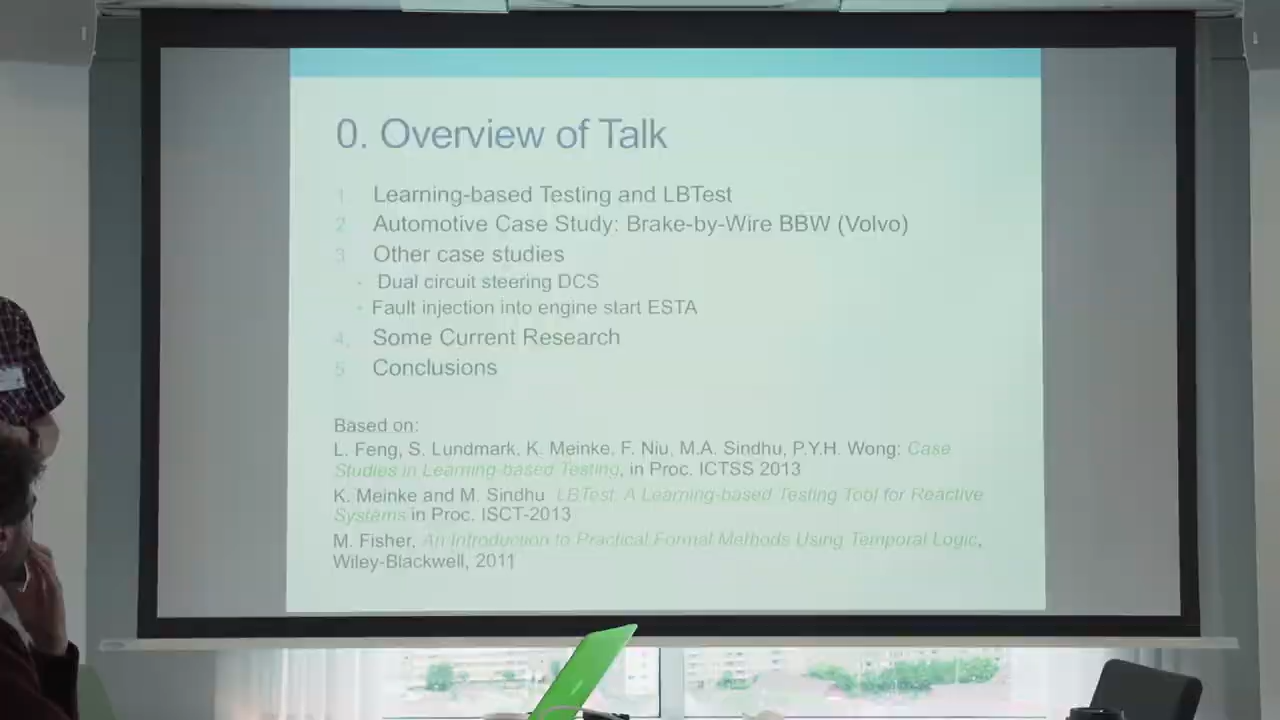 0. Overview of Talk
1 Learning-based Testing and LBTest
2 Automotive Case Study: Brake-by-Wire BBW (Volvo)
3 Other case studies
· Dual circuit steering DCS
· Fault injection into engine start ESTA
4. Some Current Research
5 Conclusions
Based on:
L. Feng, S. Lundmark, K. Meinke, F. Niu, M.A. Sindhu, P.Y.H. Wong: Case
Studies in Learning-based Testing, in Proc. ICTSS 2013
K. Meinke and M. Sindhu LBTest: A Learning-based Testing Tool for Reactive
Systems in Proc. ISCT-2013
M. Fisher, An Introduction to Practical Formal Methods Using Temporal Logic,
Wiley-Blackwell, 2011